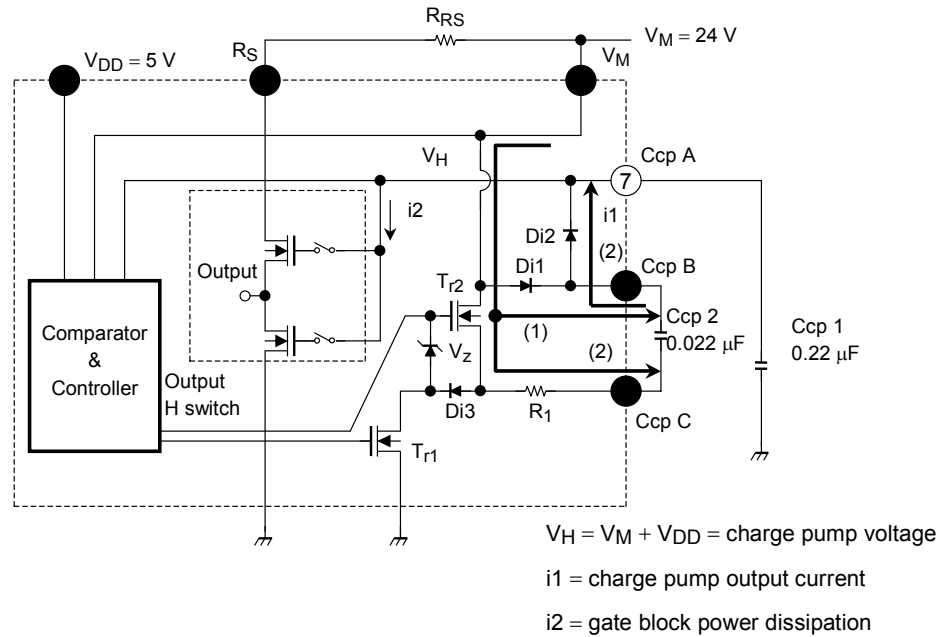 R_RS
V_M = 24 V
V_DD = 5 V
R_S
V_M
Ccp A
V_H
7
i2
i1
Di2
(2)
Output
T_r2
Di1
Ccp B
Ccp 2
0.022 μF
(1)
Ccp 1
0.22 μF
Comparator
&
Controller
V_z
(2)
Output
H switch
Di3
R_1
Ccp C
T_r1
V_H = V_M + V_DD = charge pump voltage
i1 = charge pump output current
i2 = gate block power dissipation